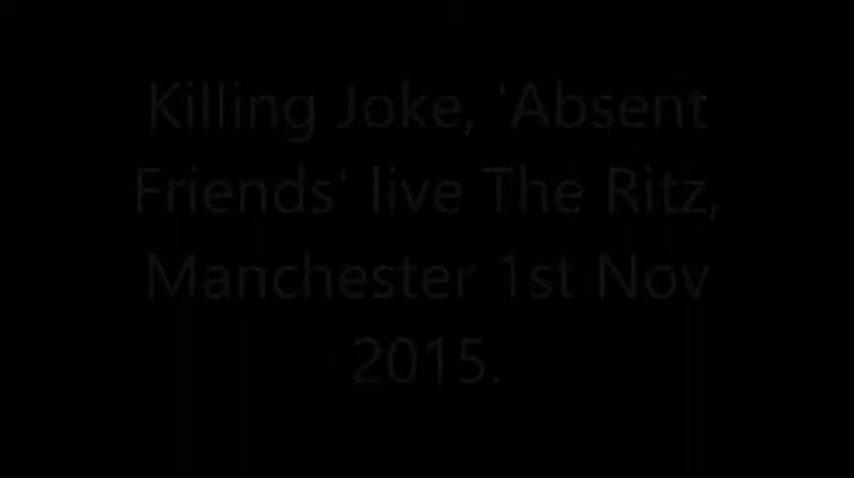 Killing Joke, 'Absent
Friends' live The Ritz,
Manchester 1st Nov
2015.